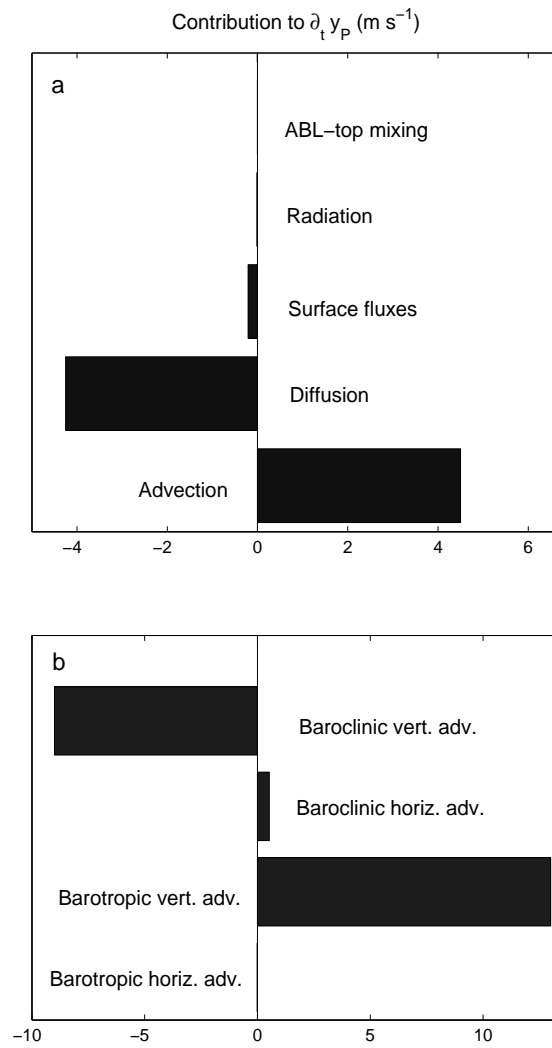 Contribution to ∂t yP (m s−1)
a
ABL−top mixing
Radiation
Surface fluxes
Diffusion
Advection
−4 −2 0 2 4 6
b
Baroclinic vert. adv.
Baroclinic horiz. adv.
Barotropic vert. adv.
Barotropic horiz. adv.
−10 −5 0 5 10